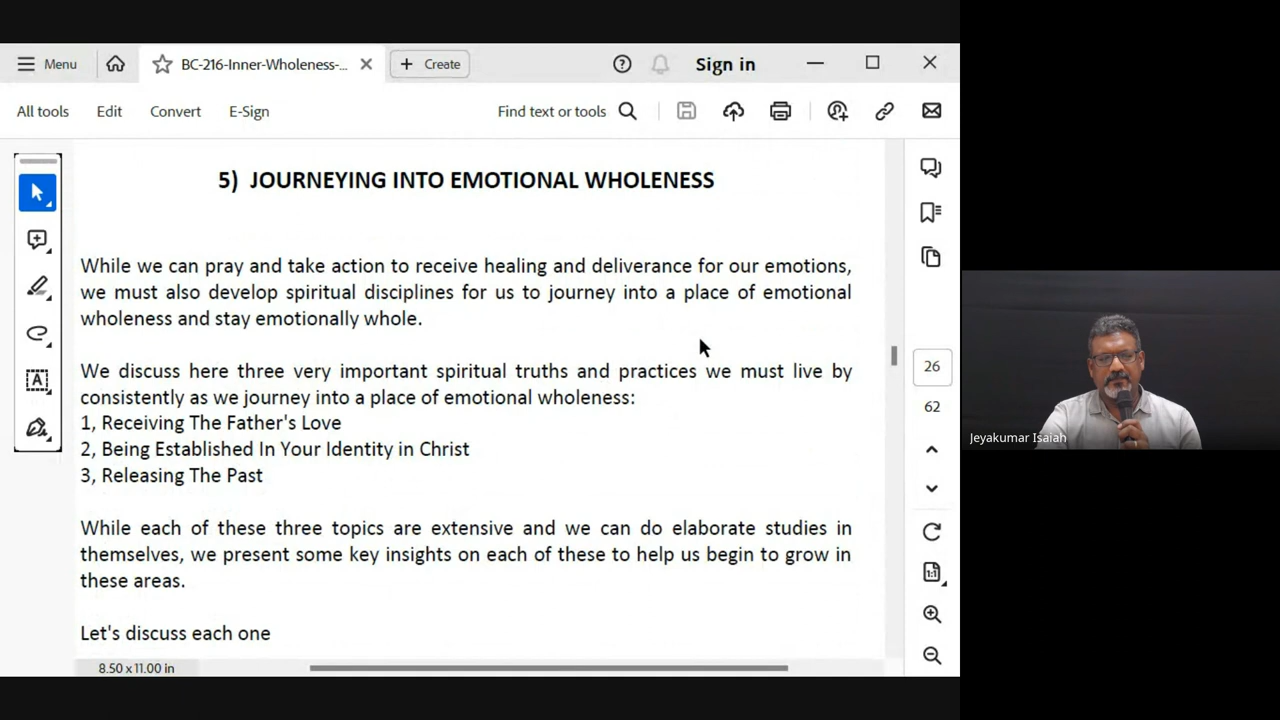 Menu
BC-216-Inner-Wholeness-...
Create
Sign in
All tools
Edit
Convert
E-Sign
Find text or tools
5) JOURNEYING INTO EMOTIONAL WHOLENESS
While we can pray and take action to receive healing and deliverance for our emotions,
we must also develop spiritual disciplines for us to journey into a place of emotional
wholeness and stay emotionally whole.
We discuss here three very important spiritual truths and practices we must live by
consistently as we journey into a place of emotional wholeness:
1, Receiving The Father's Love
2, Being Established In Your Identity in Christ
3, Releasing The Past
While each of these three topics are extensive and we can do elaborate studies in
themselves, we present some key insights on each of these to help us begin to grow in
these areas.
Let's discuss each one
8.50 x 11.00 in
26
62
1:1
Jeyakumar Isaiah